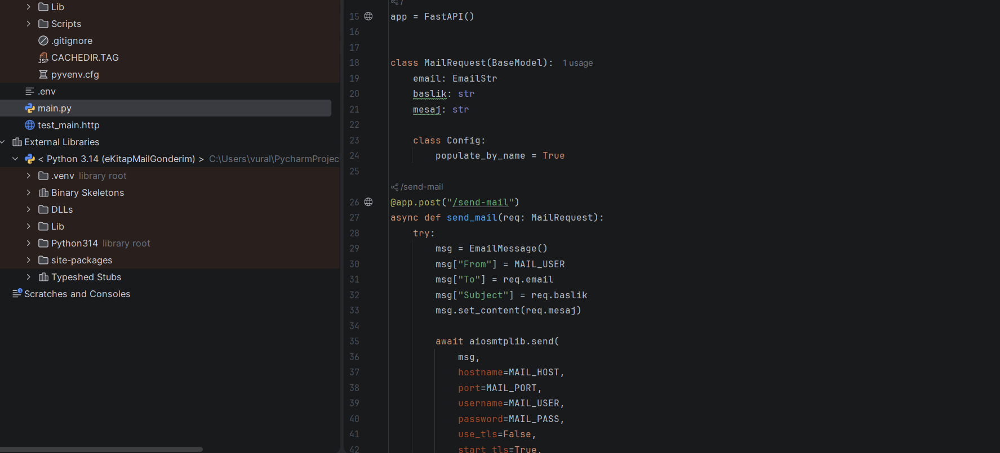 Lib
Scripts
.gitignore
CACHEDIR.TAG
pyvenv.cfg
.env
main.py
test_main.http
External Libraries
< Python 3.14 (eKitapMailGonderim) > C:\Users\vural\PycharmProjec
.venv library root
Binary Skeletons
DLLs
Lib
Python314 library root
site-packages
Typeshed Stubs
Scratches and Consoles
/
15 app = FastAPI()
16
17
18 class MailRequest(BaseModel): 1 usage
19 email: EmailStr
20 baslik: str
21 mesaj: str
22
23 class Config:
24 populate_by_name = True
25
/send-mail
26 @app.post("/send-mail")
27 async def send_mail(req: MailRequest):
28 try:
29 msg = EmailMessage()
30 msg["From"] = MAIL_USER
31 msg["To"] = req.email
32 msg["Subject"] = req.baslik
33 msg.set_content(req.mesaj)
34
35 await aiosmtplib.send(
36 msg,
37 hostname=MAIL_HOST,
38 port=MAIL_PORT,
39 username=MAIL_USER,
40 password=MAIL_PASS,
41 use_tls=False,
42 start_tls=True,